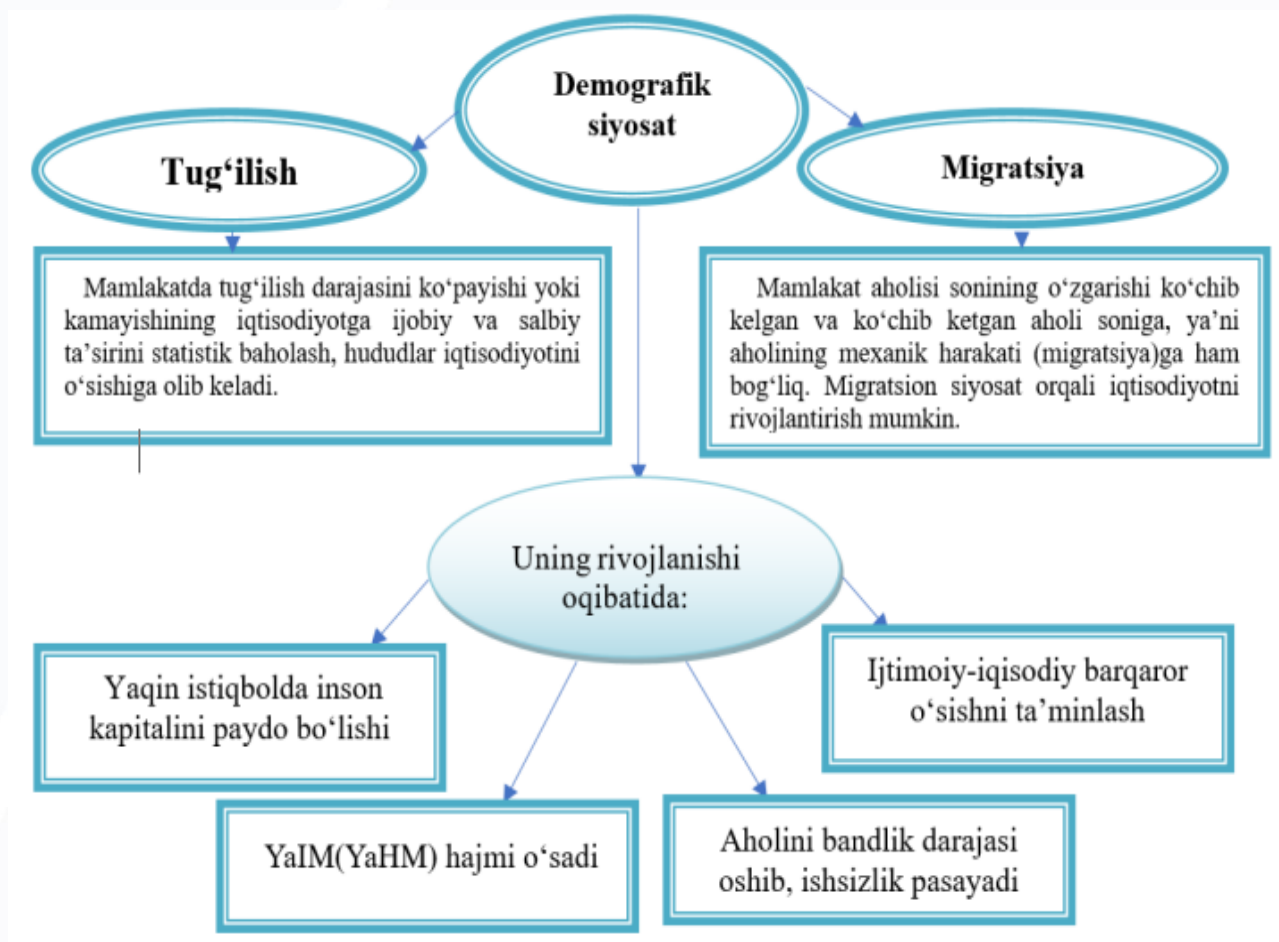 Demografik
siyosat
Tug‘ilish
Migratsiya
Mamlakatda tug‘ilish darajasini ko‘payishi yoki
kamayishining iqtisodiyotga ijobiy va salbiy
ta’sirini statistik baholash, hududlar iqtisodiyotini
o‘sishiga olib keladi.
Mamlakat aholisi sonining o‘zgarishi ko‘chib
kelgan va ko‘chib ketgan aholi soniga, ya’ni
aholining mexanik harakati (migratsiya)ga ham
bog‘liq. Migratsion siyosat orqali iqtisodiyotni
rivojlantirish mumkin.
Uning rivojlanishi
oqibatida:
Yaqin istiqbolda inson
kapitalini paydo bo‘lishi
Ijtimoiy-iqisodiy barqaror
o‘sishni ta’minlash
YaIM(YaHM) hajmi o‘sadi
Aholini bandlik darajasi
oshib, ishsizlik pasayadi